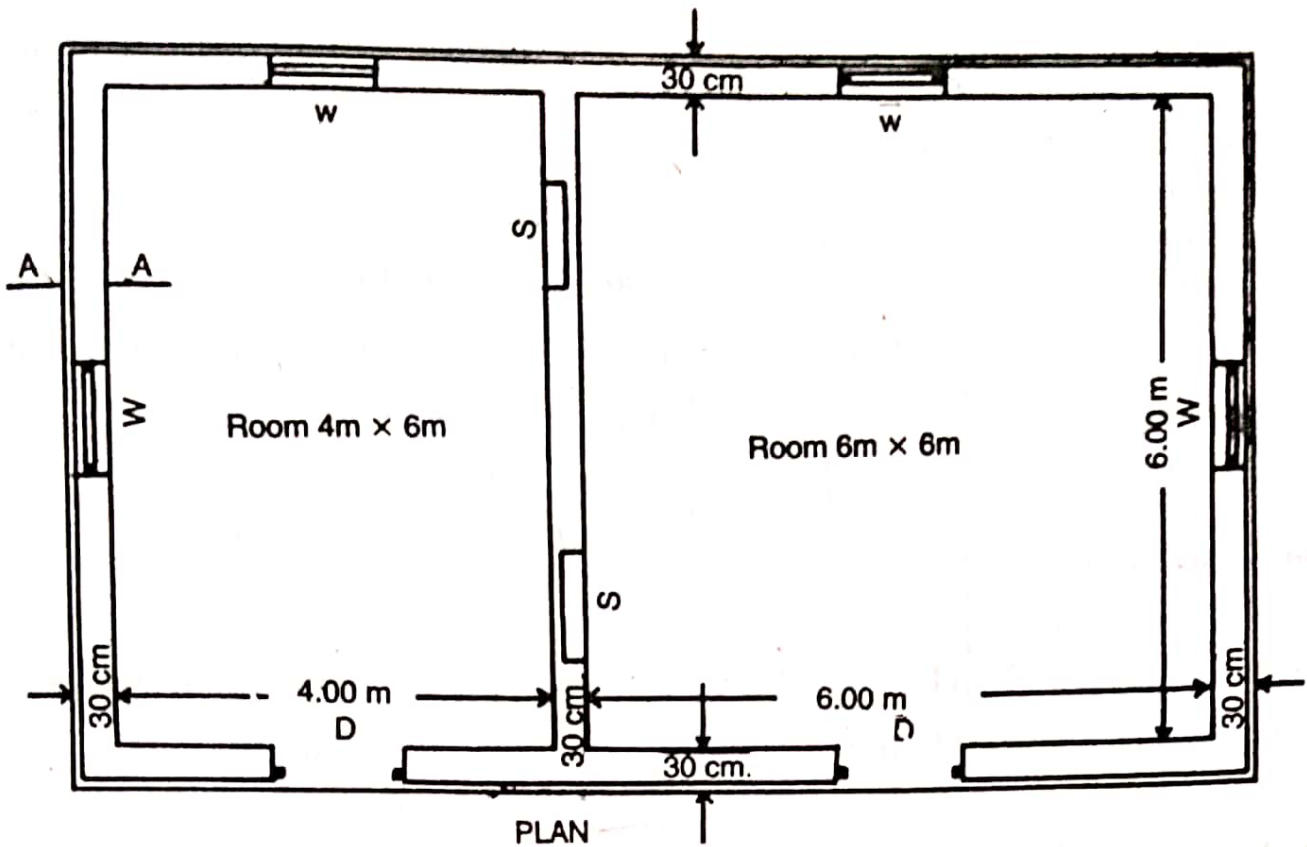 30 cm
w
w
S
A
A
W
6.00 m
W
Room 4m × 6m
Room 6m × 6m
S
30 cm
4.00 m
30 cm
6.00 m
30 cm
D
D
30 cm.
PLAN